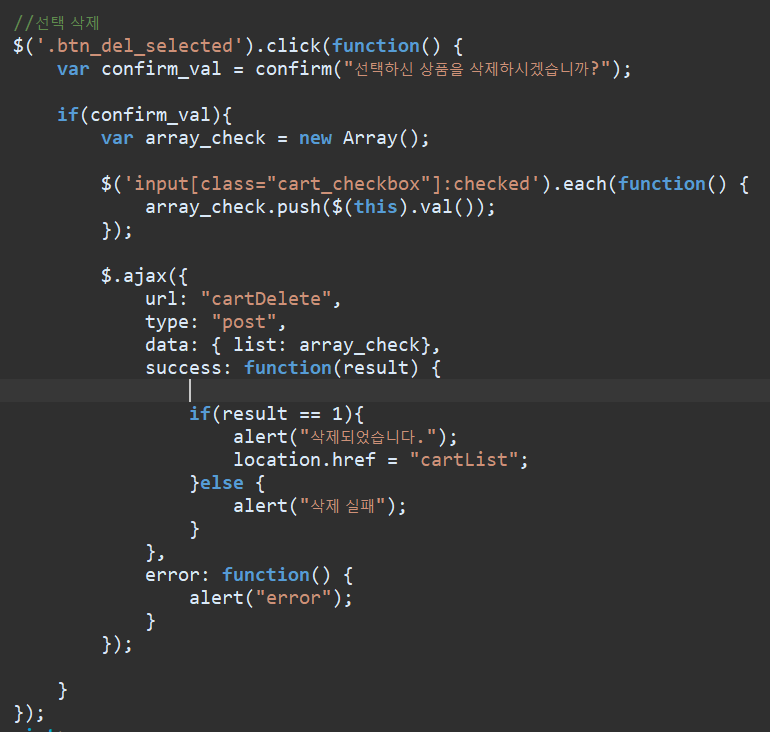 //선택 삭제
$('.btn_del_selected').click(function() {
    var confirm_val = confirm("선택하신 상품을 삭제하시겠습니까?");
    if(confirm_val){
        var array_check = new Array();
        $('input[class="cart_checkbox"]:checked').each(function() {
            array_check.push($(this).val());
        });
        $.ajax({
            url: "cartDelete",
            type: "post",
            data: { list: array_check},
            success: function(result) {
                if(result == 1){
                    alert("삭제되었습니다.");
                    location.href = "cartList";
                }else {
                    alert("삭제 실패");
                }
            },
            error: function() {
                alert("error");
            }
        });
    }
});